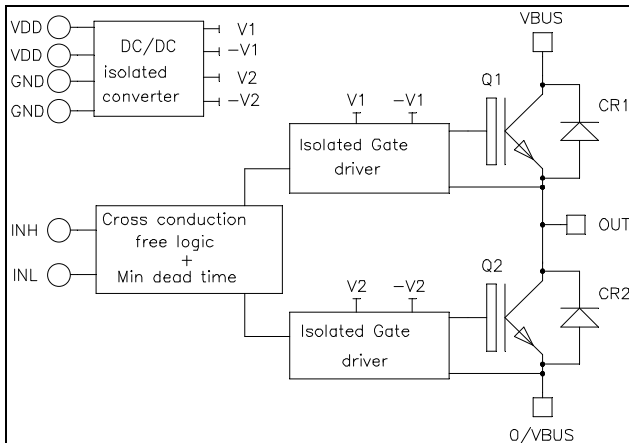 VDD
VDD
GND
GND
DC/DC
isolated
converter
V1
-V1
V2
-V2
VBUS
Q1
CR1
V1
-V1
Isolated Gate
driver
INH
INL
Cross conduction
free logic
+
Min dead time
OUT
Q2
CR2
V2
-V2
Isolated Gate
driver
0/VBUS